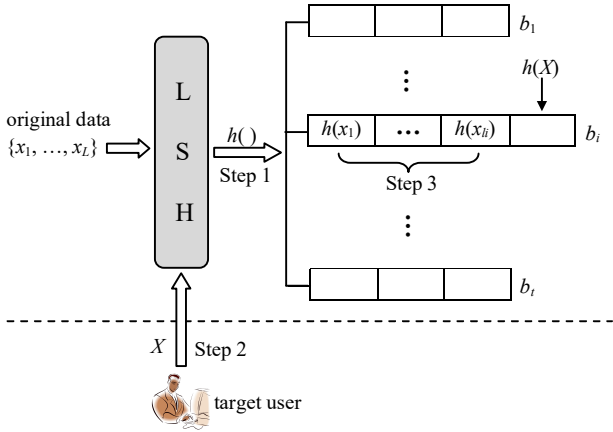 b1
L
S
H
h(X)
original data
{x1, …, xL}
h( )
Step 1
h(x1)
•••
h(xli)
bi
Step 3
bt
X
Step 2
target user